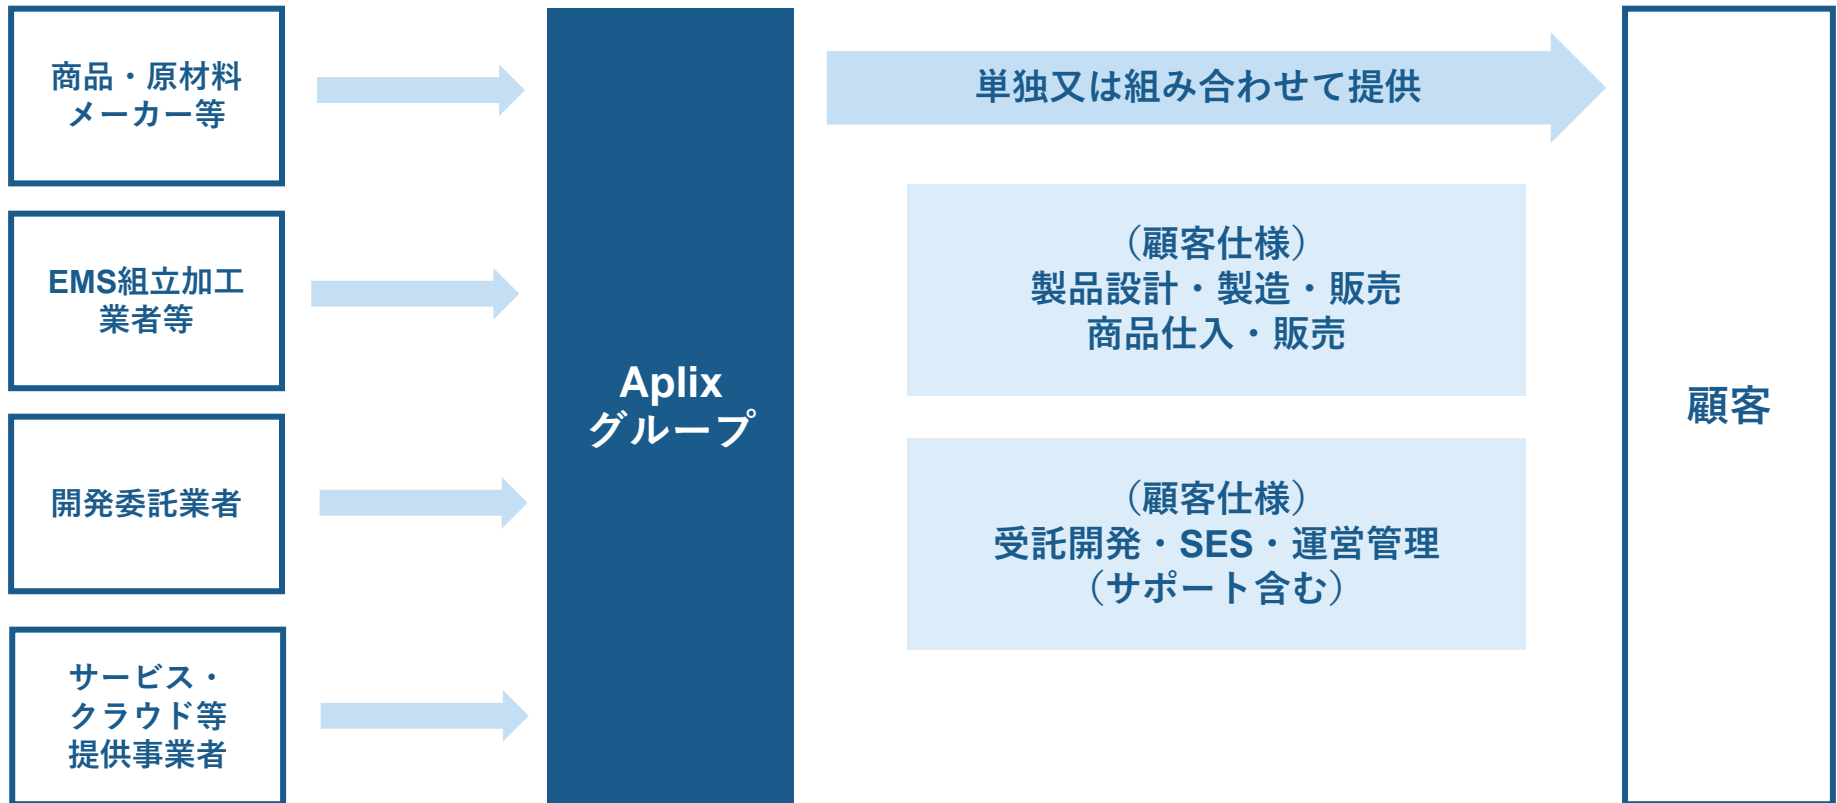 商品・原材料
メーカー等
EMS組立加工
業者等
開発委託業者
サービス・
クラウド等
提供事業者
Aplix
グループ
単独又は組み合わせて提供
（顧客仕様）
製品設計・製造・販売
商品仕入・販売
（顧客仕様）
受託開発・SES・運営管理
（サポート含む）
顧客